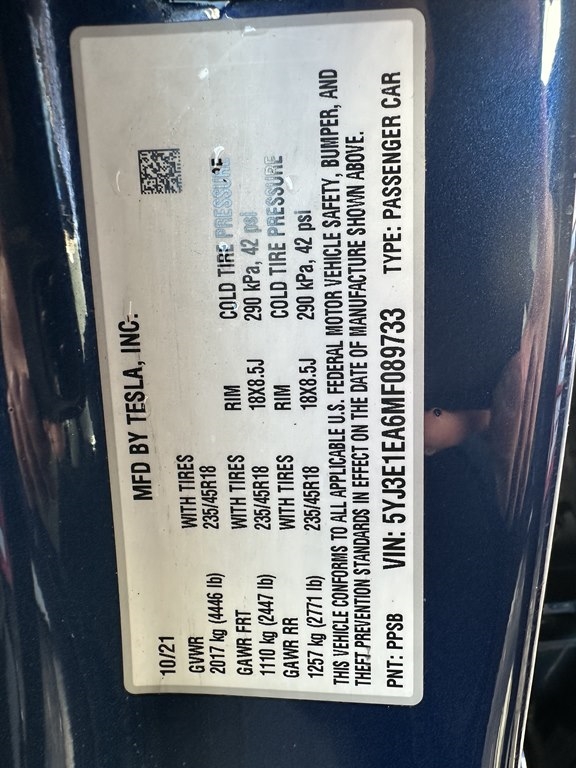 MFD BY TESLA, INC.
10/21
GVWR WITH TIRES RIM COLD TIRE PRESSURE
2017 kg (4446 lb) 235/45R18 18X8.5J 290 kPa, 42 psi
GAWR FRT WITH TIRES RIM COLD TIRE PRESSURE
1110 kg (2447 lb) 235/45R18 18X8.5J 290 kPa, 42 psi
GAWR RR WITH TIRES
1257 kg (2771 lb) 235/45R18
THIS VEHICLE CONFORMS TO ALL APPLICABLE U.S. FEDERAL MOTOR VEHICLE SAFETY, BUMPER, AND
THEFT PREVENTION STANDARDS IN EFFECT ON THE DATE OF MANUFACTURE SHOWN ABOVE.
PNT: PPSB VIN: 5YJ3E1EA6MF089733 TYPE: PASSENGER CAR